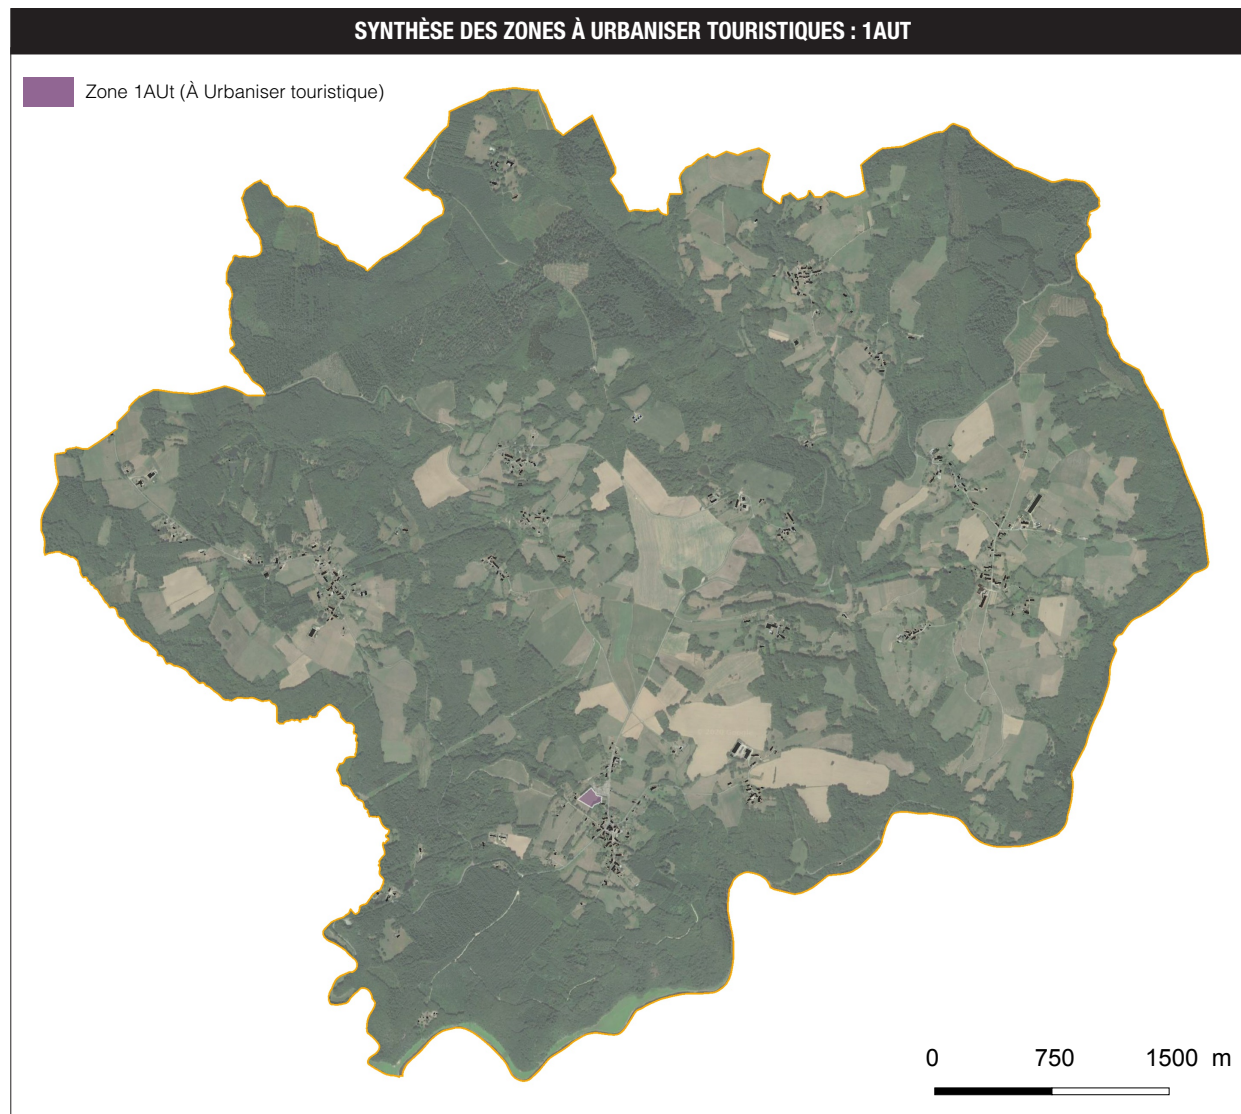 SYNTHÈSE DES ZONES À URBANISER TOURISTIQUES : 1AUT
Zone 1AUt (À Urbaniser touristique)
0 750 1500 m